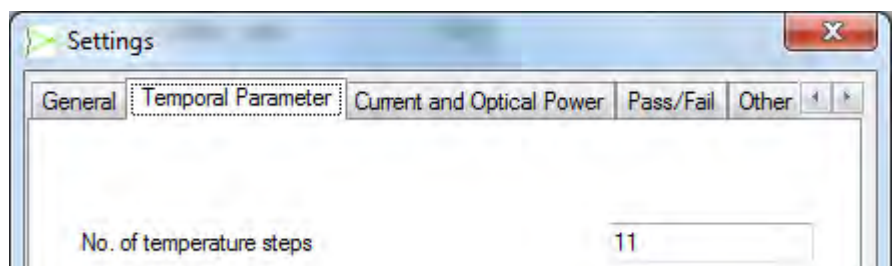 Settings
General Temporal Parameter Current and Optical Power Pass/Fail Other
No. of temperature steps 11